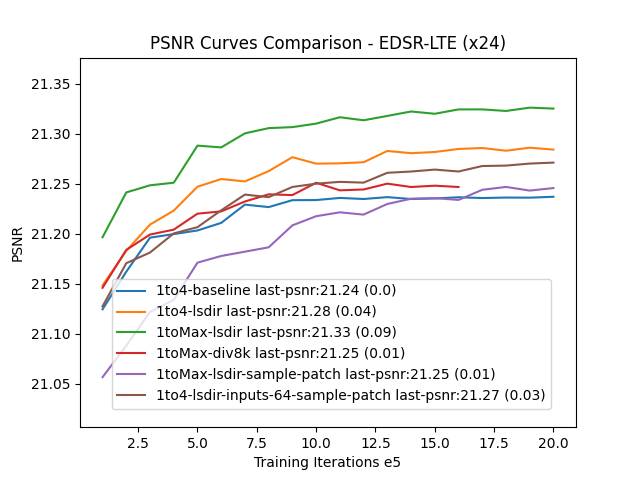 PSNR Curves Comparison - EDSR-LTE (x24)
21.35
21.30
21.25
21.20
21.15
21.10
21.05
PSNR
1to4-baseline last-psnr:21.24 (0.0)
1to4-lsdir last-psnr:21.28 (0.04)
1toMax-lsdir last-psnr:21.33 (0.09)
1toMax-div8k last-psnr:21.25 (0.01)
1toMax-lsdir-sample-patch last-psnr:21.25 (0.01)
1to4-lsdir-inputs-64-sample-patch last-psnr:21.27 (0.03)
2.5 5.0 7.5 10.0 12.5 15.0 17.5 20.0
Training Iterations e5